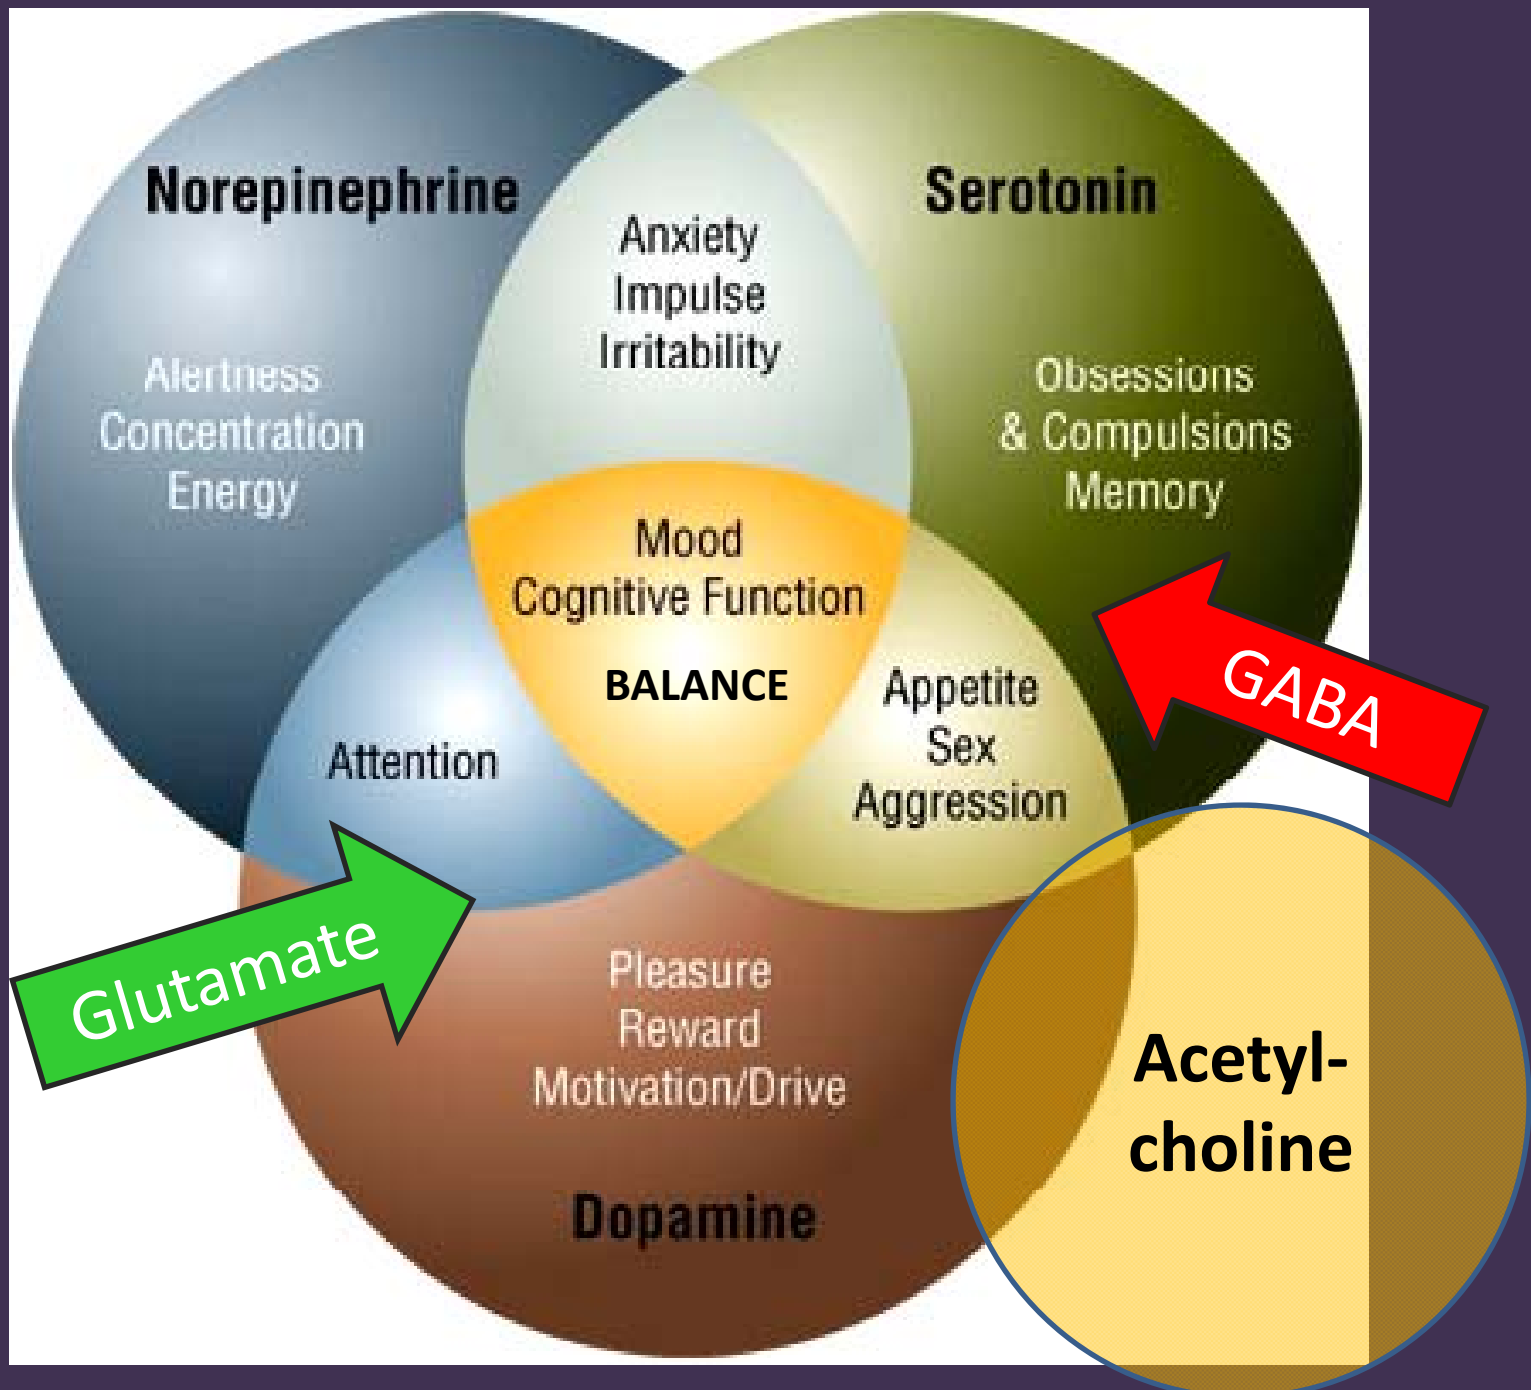 Norepinephrine
Serotonin
Anxiety
Impulse
Irritability
Alertness
Concentration
Energy
Obsessions
& Compulsions
Memory
Mood
Cognitive Function
BALANCE
Attention
Appetite
Sex
Aggression
GABA
Glutamate
Pleasure
Reward
Motivation/Drive
Dopamine
Acetyl-
choline